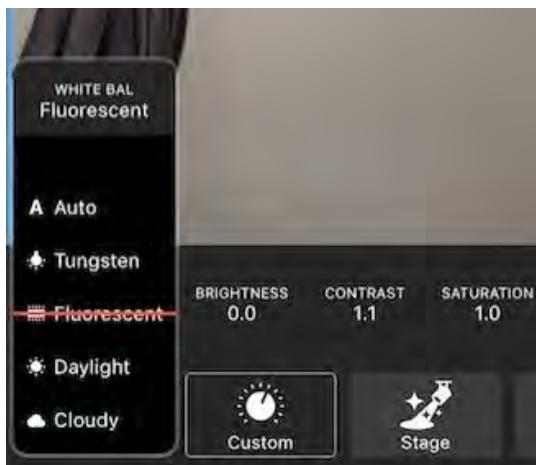 WHITE BAL
Fluorescent
A Auto
Tungsten
Fluorescent
Daylight
Cloudy
BRIGHTNESS
0.0
CONTRAST
1.1
SATURATION
1.0
Custom
Stage